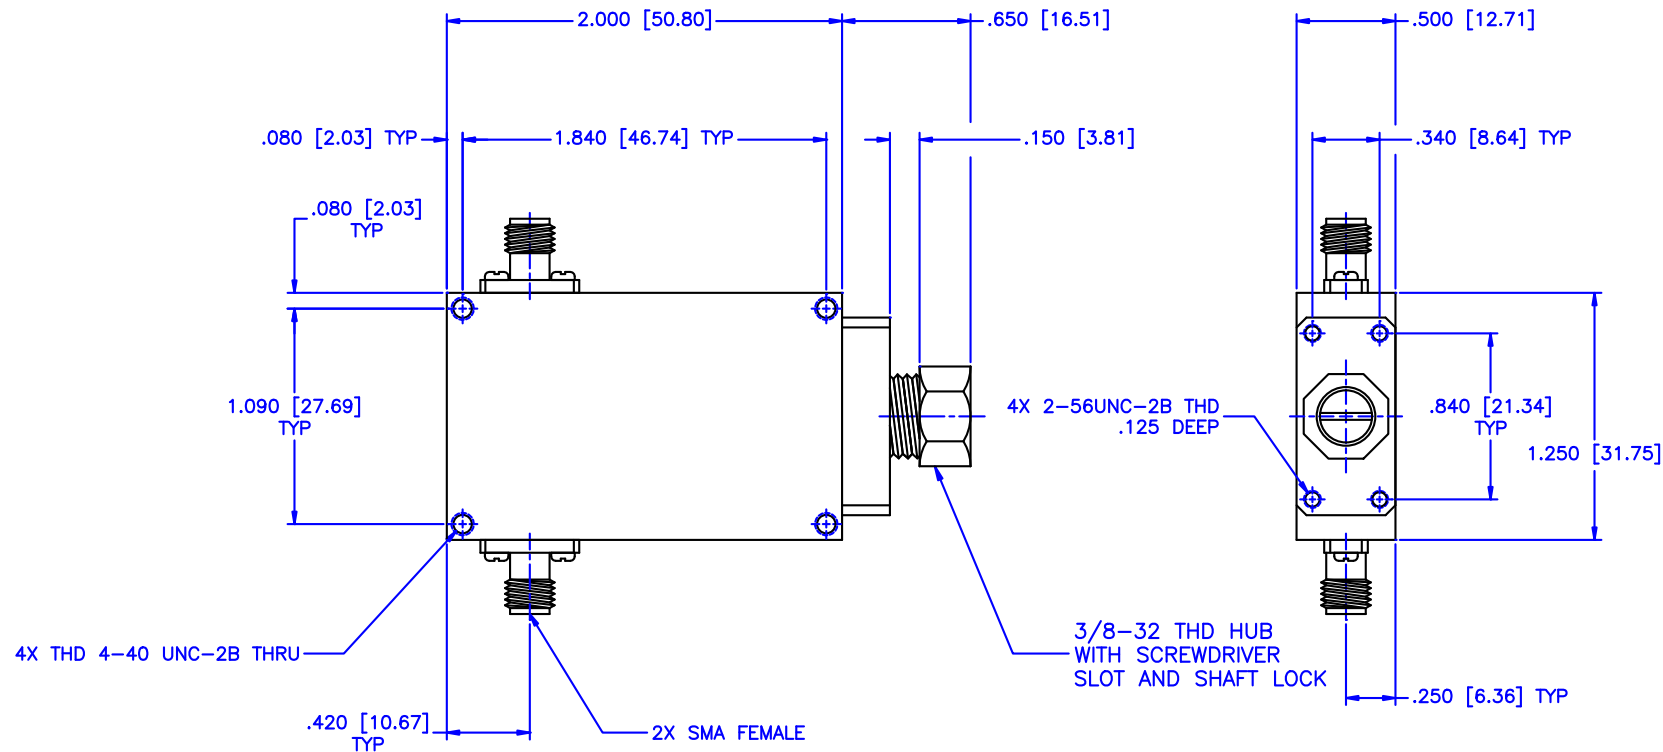 2.000 [50.80]
.650 [16.51]
.500 [12.71]
.080 [2.03] TYP
1.840 [46.74] TYP
.150 [3.81]
.340 [8.64] TYP
.080 [2.03]
TYP
1.090 [27.69]
TYP
4X 2-56UNC-2B THD
.125 DEEP
.840 [21.34]
TYP
1.250 [31.75]
4X THD 4-40 UNC-2B THRU
3/8-32 THD HUB
WITH SCREWDRIVER
SLOT AND SHAFT LOCK
.250 [6.36] TYP
.420 [10.67]
TYP
2X SMA FEMALE